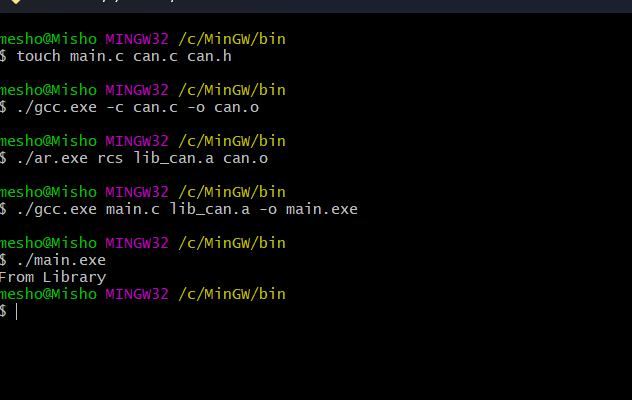 mesho@Misho MINGW32 /c/MinGW/bin
$ touch main.c can.c can.h
mesho@Misho MINGW32 /c/MinGW/bin
$ ./gcc.exe -c can.c -o can.o
mesho@Misho MINGW32 /c/MinGW/bin
$ ./ar.exe rcs lib_can.a can.o
mesho@Misho MINGW32 /c/MinGW/bin
$ ./gcc.exe main.c lib_can.a -o main.exe
mesho@Misho MINGW32 /c/MinGW/bin
$ ./main.exe
From Library
mesho@Misho MINGW32 /c/MinGW/bin
$